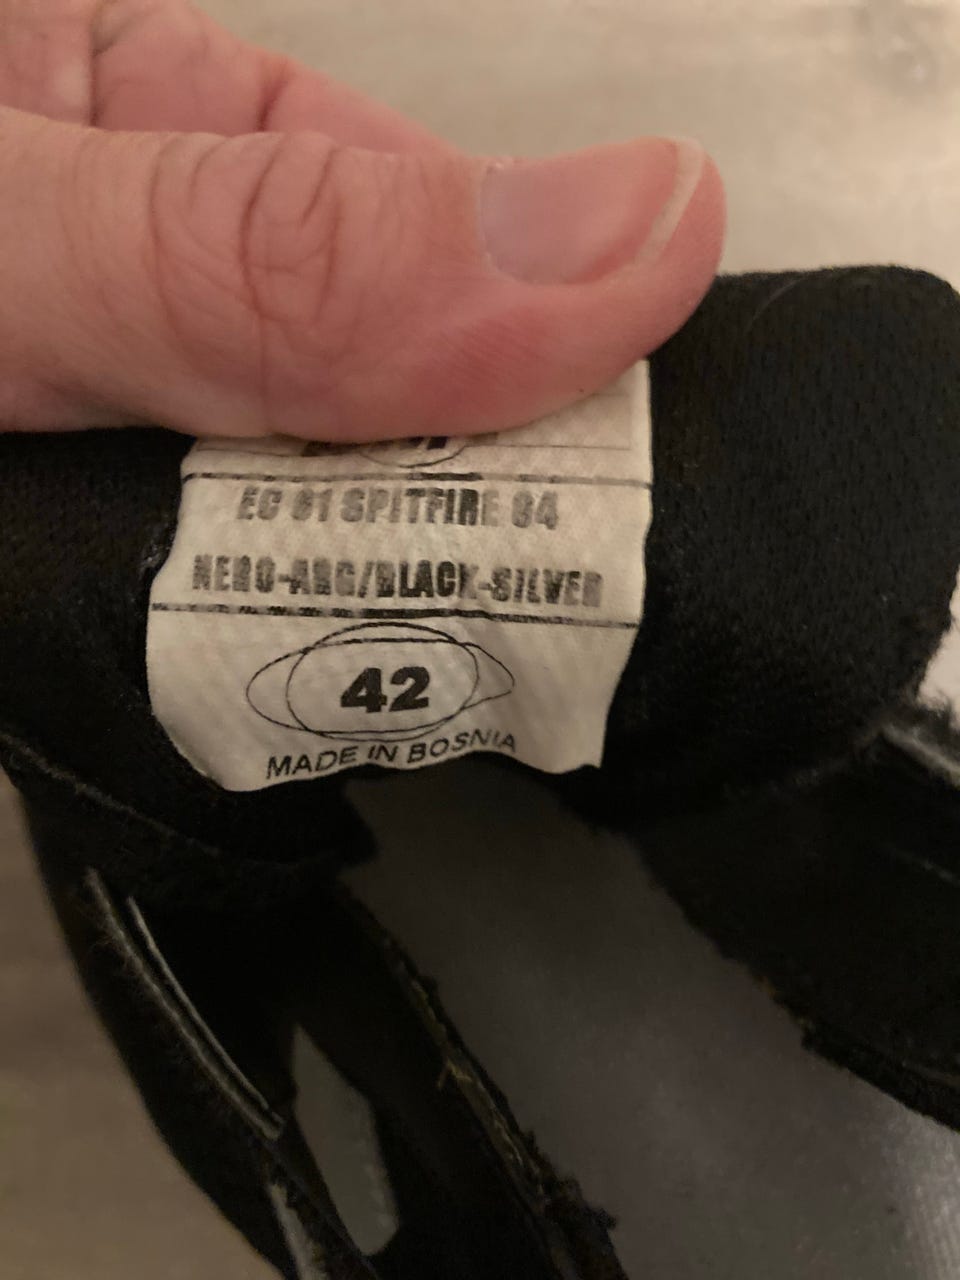 EC 01 SPITFIRE 04
NERO-ARG/BLACK-SILVER
42
MADE IN BOSNIA